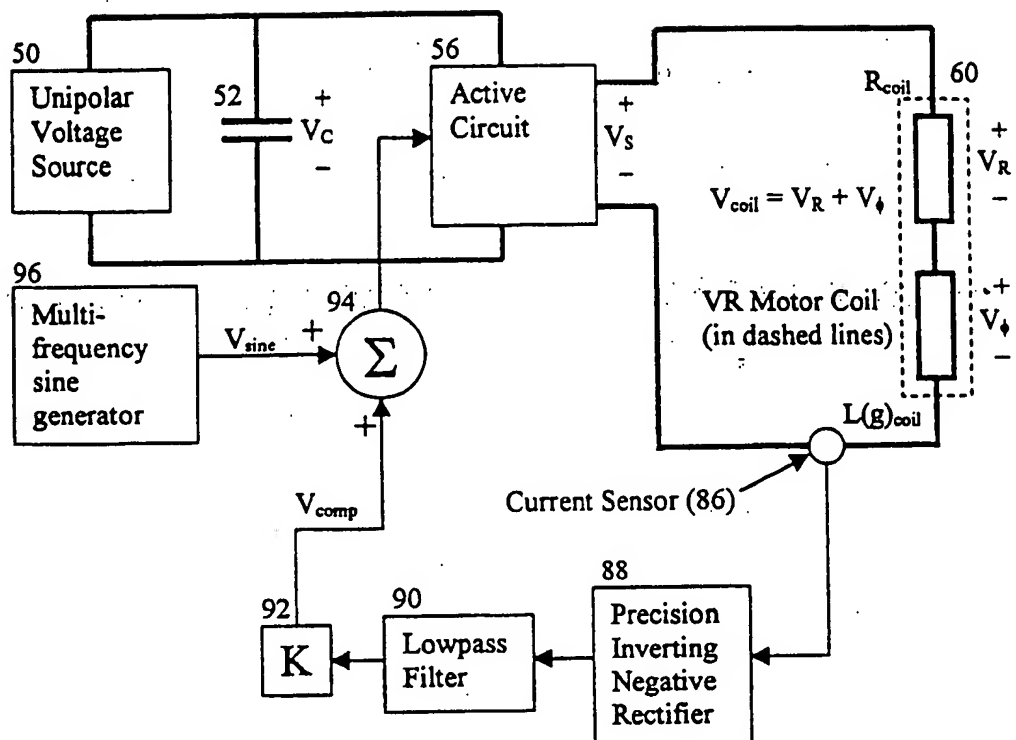 50
Unipolar
Voltage
Source
52
+
V_C
−
56
Active
Circuit
+
V_S
−
R_coil
60
+
V_R
−
V_coil = V_R + V_ϕ
+
V_ϕ
−
VR Motor Coil
(in dashed lines)
L(g)_coil
96
Multi-
frequency
sine
generator
V_sine
+
94
Σ
+
Current Sensor (86)
V_comp
92
K
90
Lowpass
Filter
88
Precision
Inverting
Negative
Rectifier